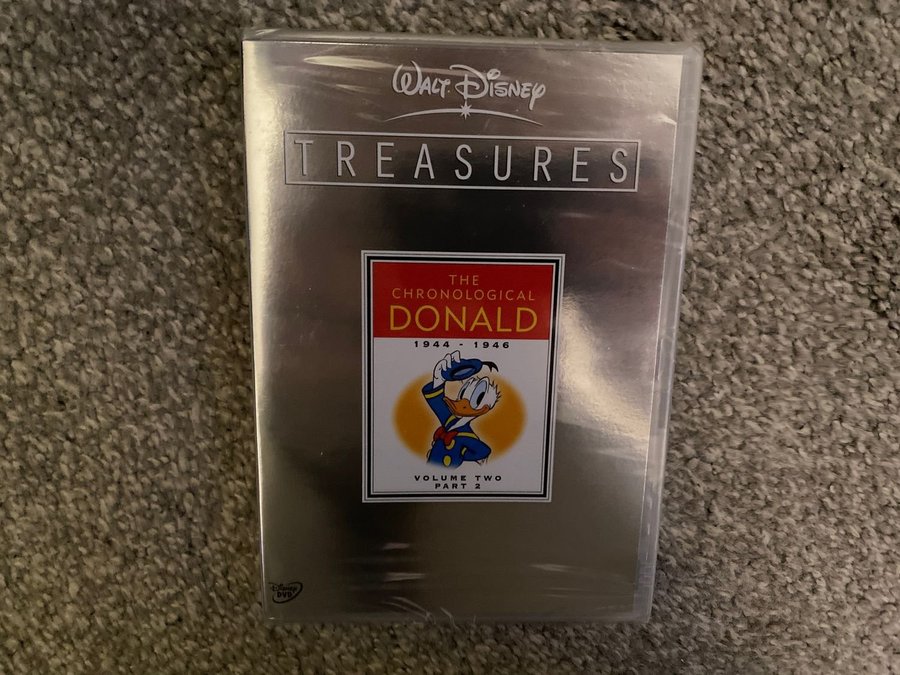 WALT DISNEY
TREASURES
THE
CHRONOLOGICAL
DONALD
1944 - 1946
VOLUME TWO
PART 2
Disney
DVD